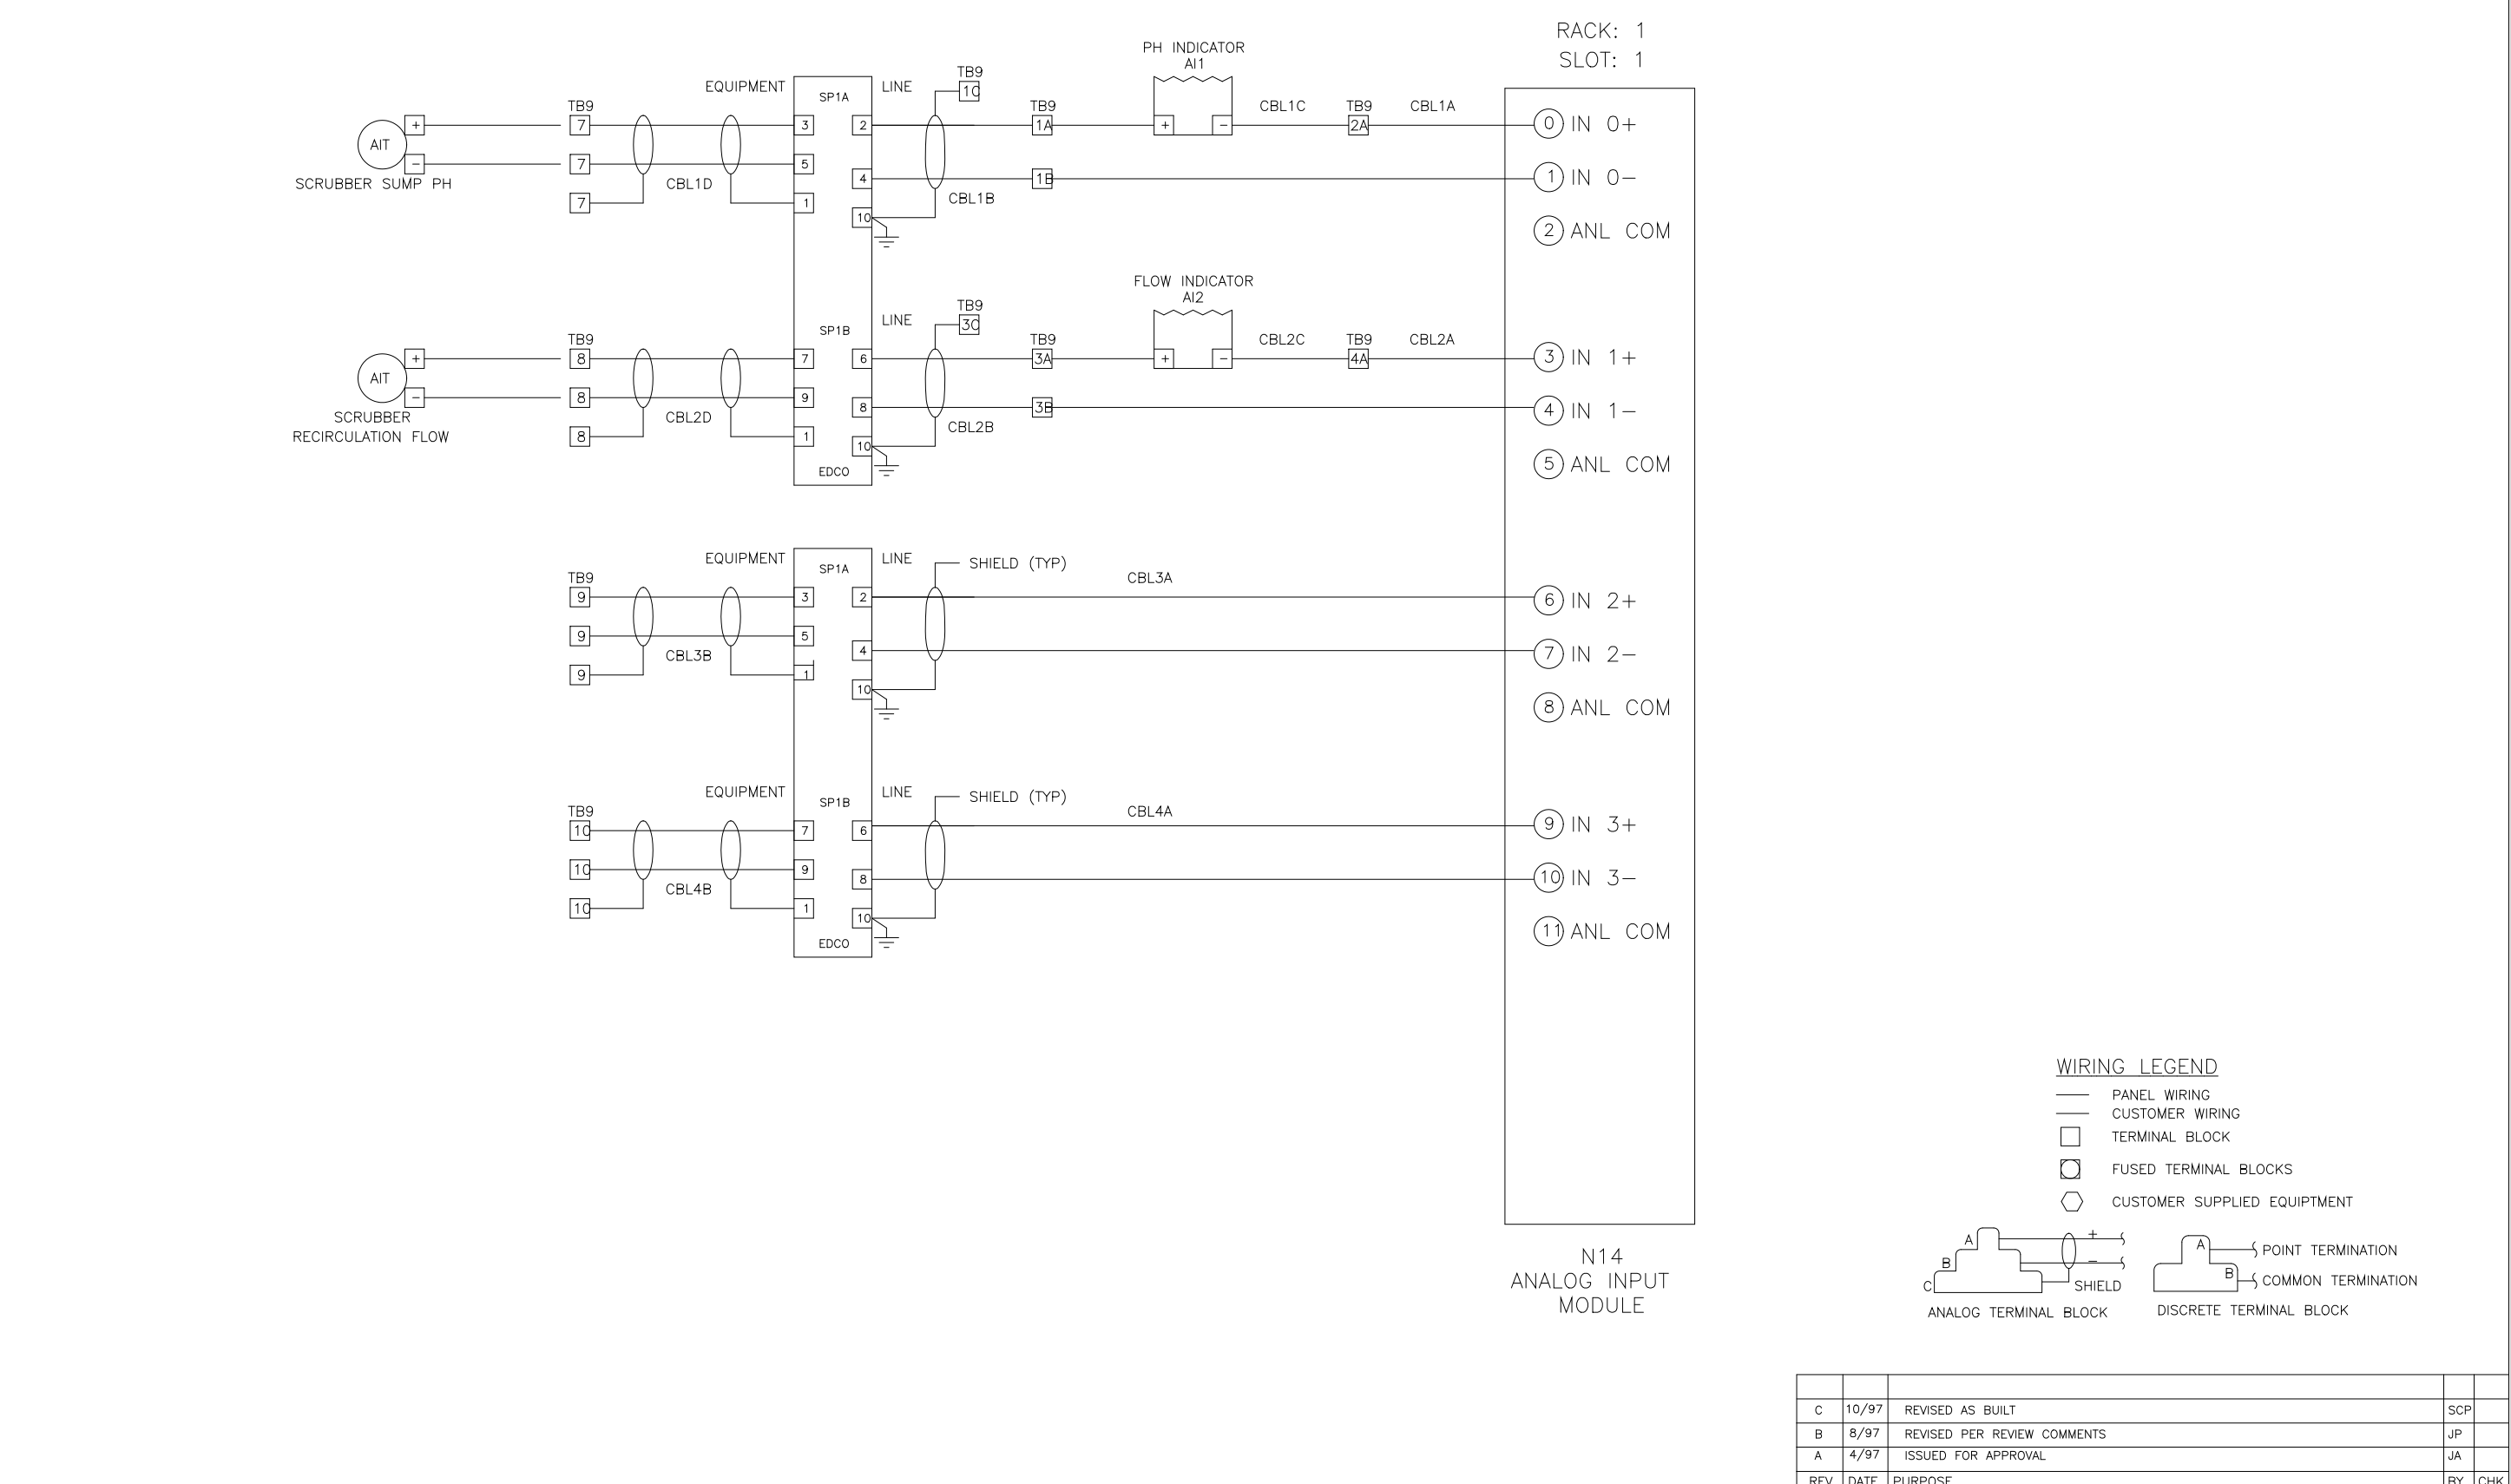 RACK: 1
SLOT: 1
PH INDICATOR
AI1
EQUIPMENT
SP1A
LINE
TB9
1C
TB9
TB9
CBL1C
TB9
CBL1A
AIT
+
7
3
2
1A
+
−
2A
0 IN 0+
−
7
5
4
1B
1 IN 0−
SCRUBBER SUMP PH
CBL1D
CBL1B
7
1
10
2 ANL COM
FLOW INDICATOR
AI2
SP1B
LINE
TB9
3C
TB9
TB9
CBL2C
TB9
CBL2A
AIT
+
8
7
6
3A
+
−
4A
3 IN 1+
−
8
9
8
3B
4 IN 1−
SCRUBBER
RECIRCULATION FLOW
CBL2D
CBL2B
8
1
10
EDCO
5 ANL COM
EQUIPMENT
SP1A
LINE
SHIELD (TYP)
TB9
CBL3A
9
3
2
6 IN 2+
9
5
4
7 IN 2−
CBL3B
9
1
10
8 ANL COM
EQUIPMENT
SP1B
LINE
SHIELD (TYP)
TB9
CBL4A
10
7
6
9 IN 3+
10
9
8
10 IN 3−
CBL4B
10
1
10
EDCO
11 ANL COM
N14
ANALOG INPUT
MODULE
WIRING LEGEND
PANEL WIRING
CUSTOMER WIRING
TERMINAL BLOCK
FUSED TERMINAL BLOCKS
CUSTOMER SUPPLIED EQUIPTMENT
A
B
C
+
−
SHIELD
ANALOG TERMINAL BLOCK
A
B
POINT TERMINATION
COMMON TERMINATION
DISCRETE TERMINAL BLOCK
C 10/97 REVISED AS BUILT SCP
B 8/97 REVISED PER REVIEW COMMENTS JP
A 4/97 ISSUED FOR APPROVAL JA
REV DATE PURPOSE BY CHK